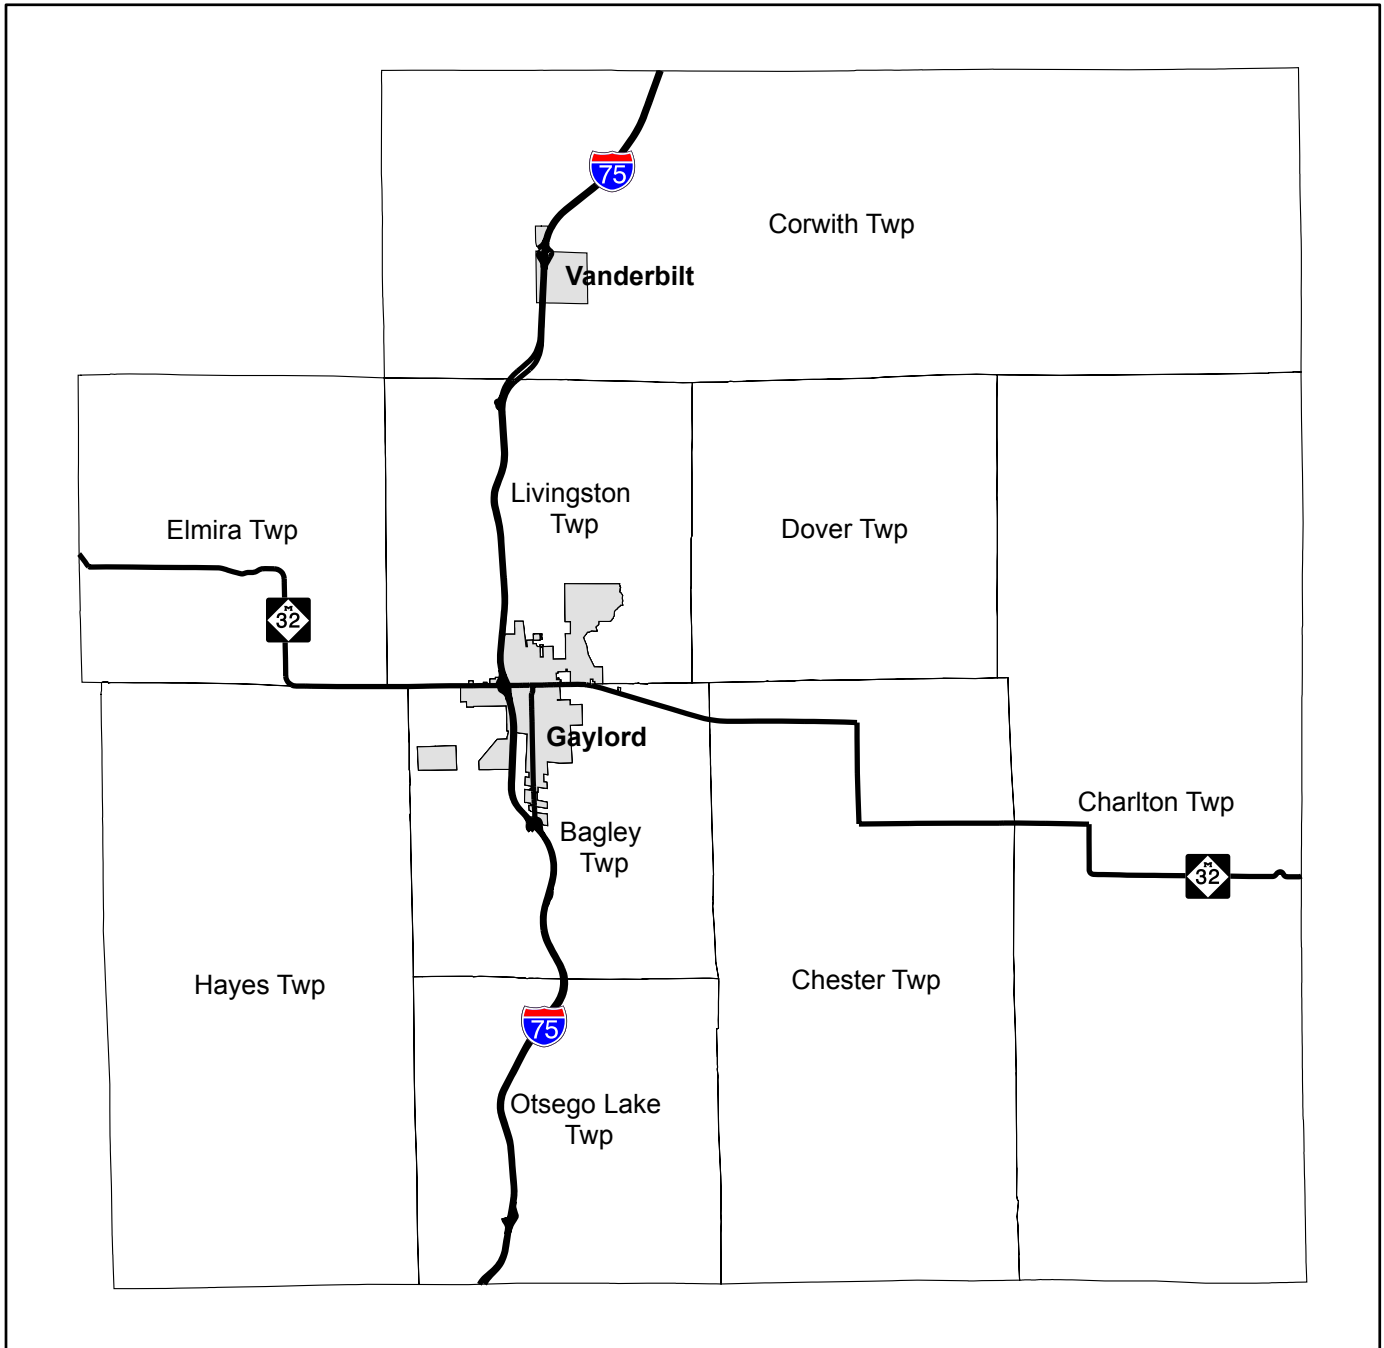 75
Corwith Twp
Vanderbilt
Livingston
Twp
Elmira Twp
Dover Twp
M
32
Gaylord
Charlton Twp
Bagley
Twp
M
32
Hayes Twp
Chester Twp
75
Otsego Lake
Twp